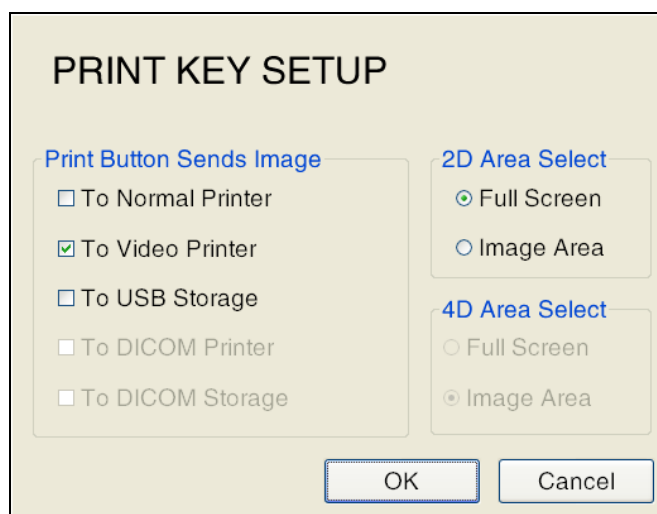 PRINT KEY SETUP
Print Button Sends Image
To Normal Printer
To Video Printer
To USB Storage
To DICOM Printer
To DICOM Storage
2D Area Select
Full Screen
Image Area
4D Area Select
Full Screen
Image Area
OK
Cancel